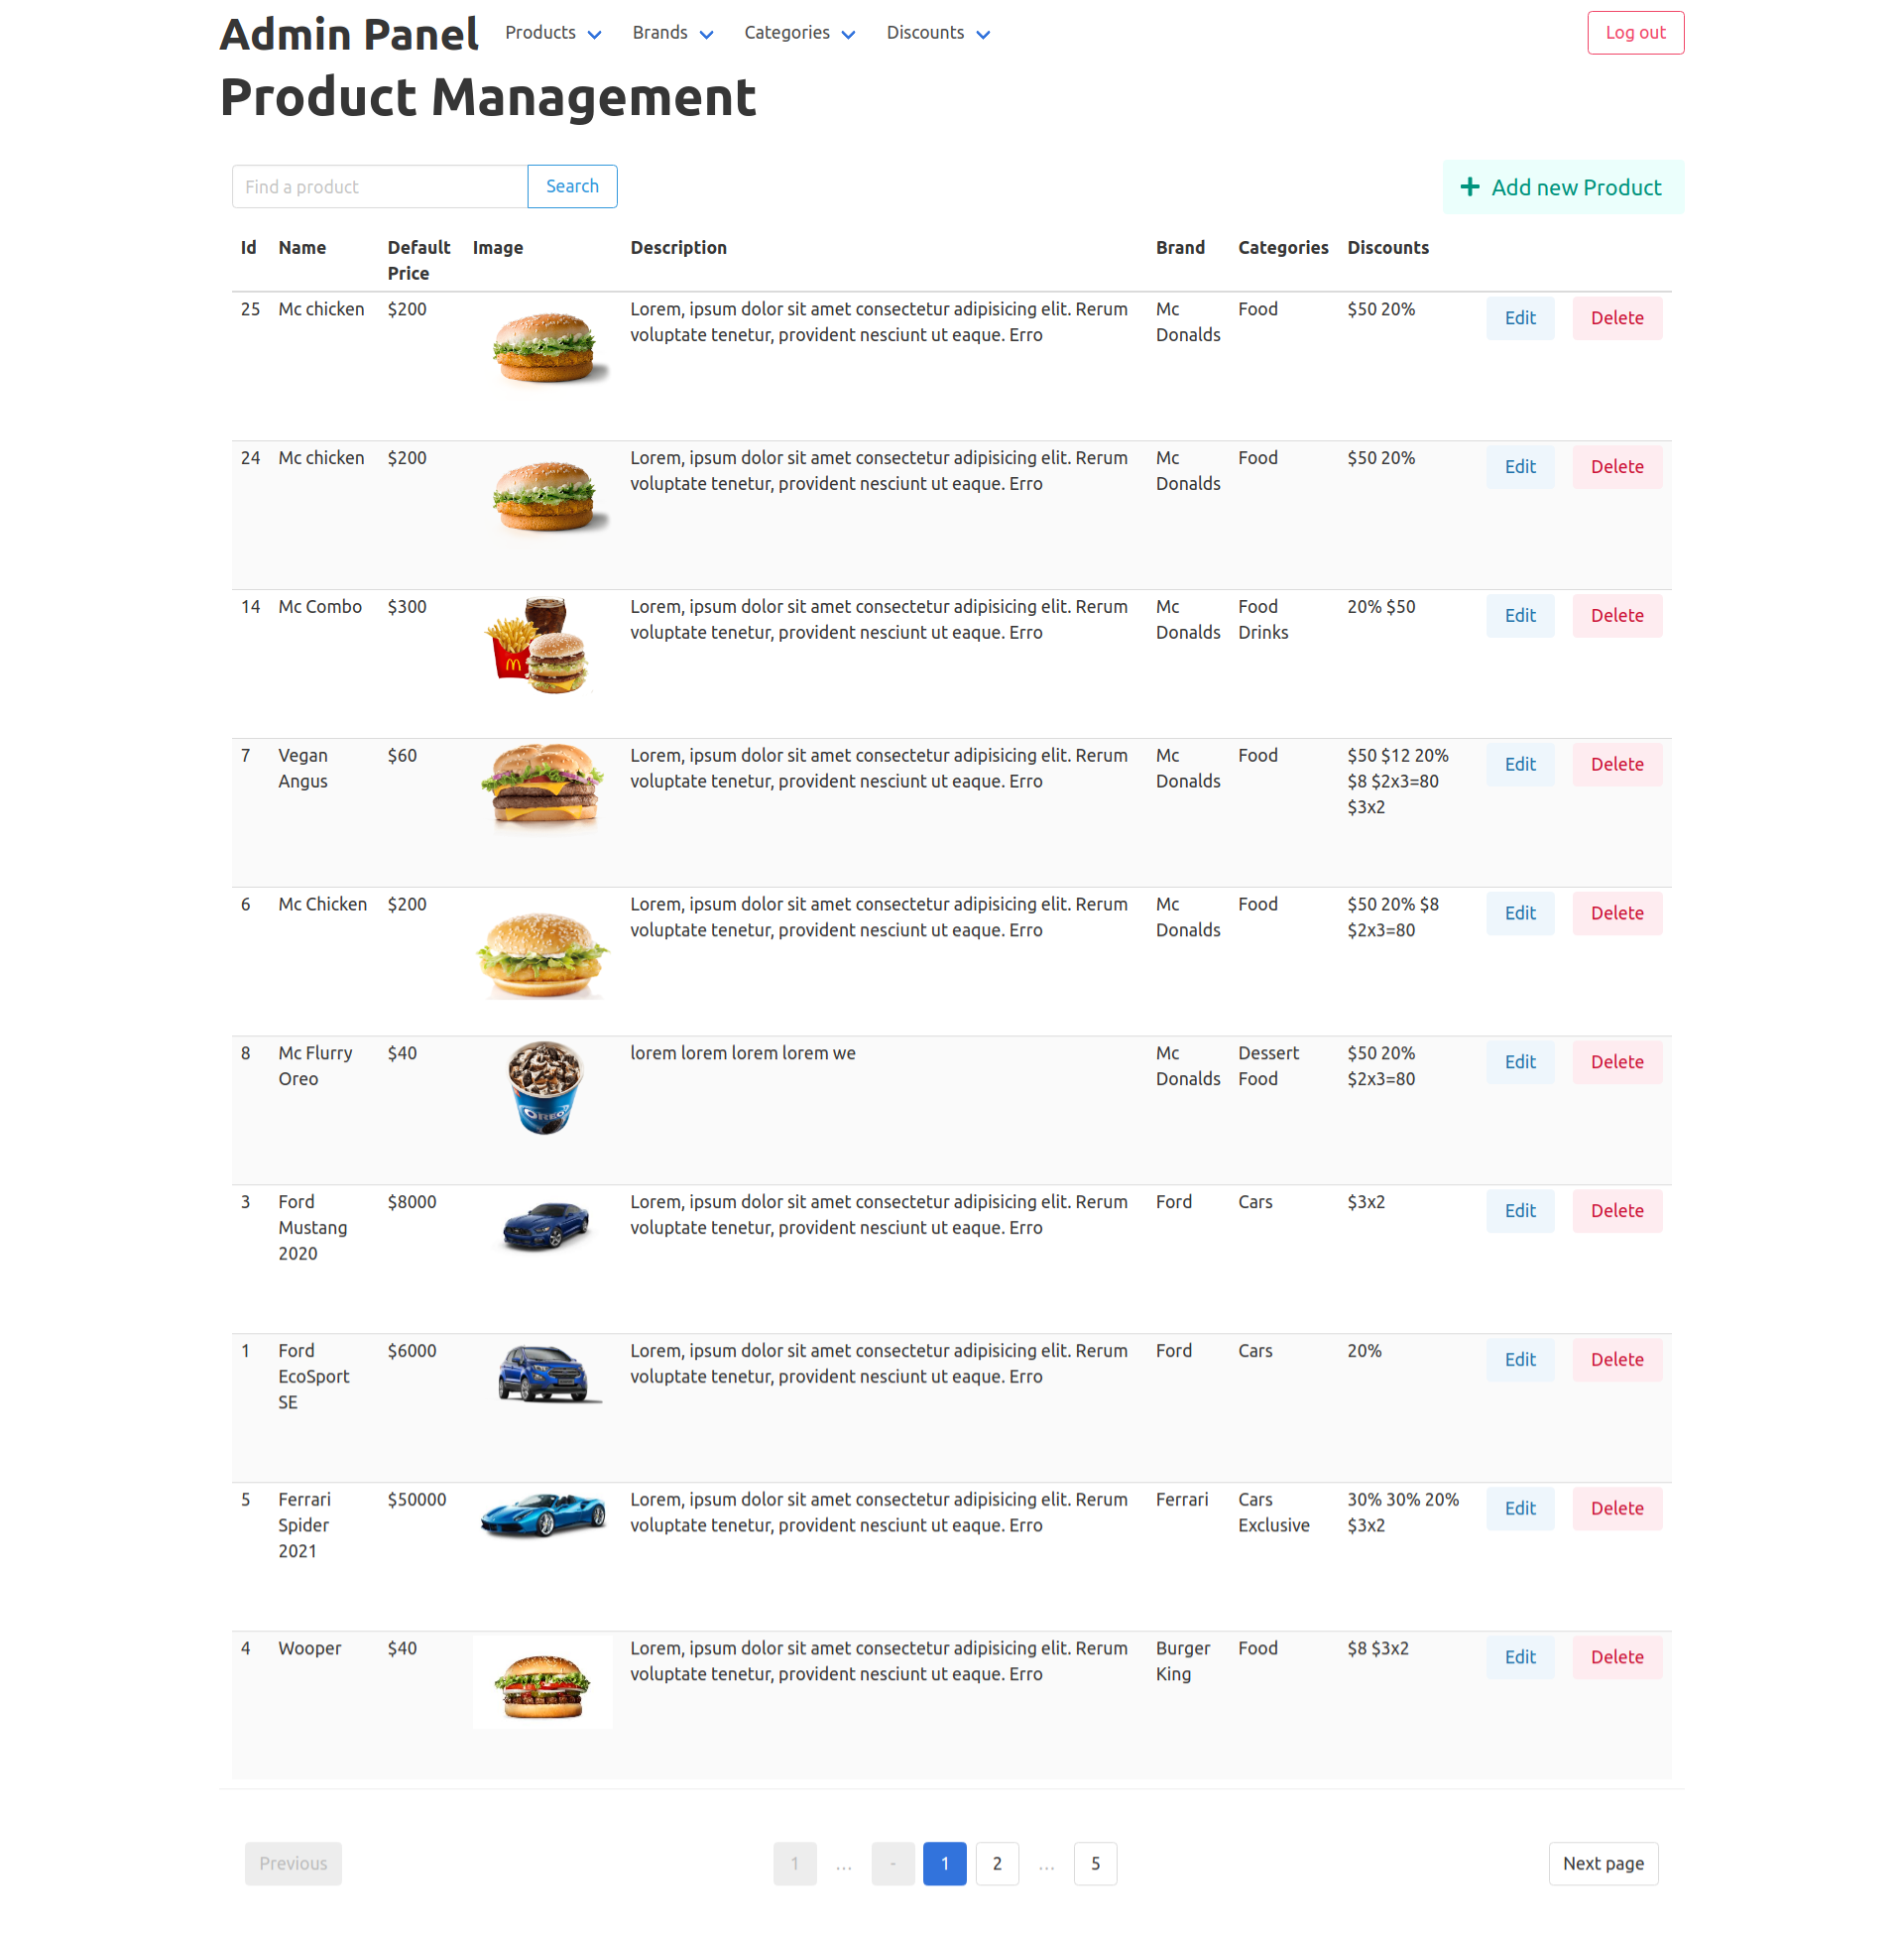 Admin Panel Products Brands Categories Discounts Log out
Product Management
Find a product Search + Add new Product
Id Name Default Image Description Brand Categories Discounts
Price
25 Mc chicken $200 Lorem, ipsum dolor sit amet consectetur adipisicing elit. Rerum Mc Food $50 20% Edit Delete
voluptate tenetur, provident nesciunt ut eaque. Erro Donalds
24 Mc chicken $200 Lorem, ipsum dolor sit amet consectetur adipisicing elit. Rerum Mc Food $50 20% Edit Delete
voluptate tenetur, provident nesciunt ut eaque. Erro Donalds
14 Mc Combo $300 Lorem, ipsum dolor sit amet consectetur adipisicing elit. Rerum Mc Food 20% $50 Edit Delete
voluptate tenetur, provident nesciunt ut eaque. Erro Donalds Drinks
7 Vegan $60 Lorem, ipsum dolor sit amet consectetur adipisicing elit. Rerum Mc Food $50 $12 20% Edit Delete
Angus voluptate tenetur, provident nesciunt ut eaque. Erro Donalds $8 $2x3=80
$3x2
6 Mc Chicken $200 Lorem, ipsum dolor sit amet consectetur adipisicing elit. Rerum Mc Food $50 20% $8 Edit Delete
voluptate tenetur, provident nesciunt ut eaque. Erro Donalds $2x3=80
8 Mc Flurry $40 lorem lorem lorem lorem we Mc Dessert $50 20% Edit Delete
Oreo OREO Donalds Food $2x3=80
3 Ford $8000 Lorem, ipsum dolor sit amet consectetur adipisicing elit. Rerum Ford Cars $3x2 Edit Delete
Mustang voluptate tenetur, provident nesciunt ut eaque. Erro
2020
1 Ford $6000 Lorem, ipsum dolor sit amet consectetur adipisicing elit. Rerum Ford Cars 20% Edit Delete
EcoSport voluptate tenetur, provident nesciunt ut eaque. Erro
SE
5 Ferrari $50000 Lorem, ipsum dolor sit amet consectetur adipisicing elit. Rerum Ferrari Cars 30% 30% 20% Edit Delete
Spider voluptate tenetur, provident nesciunt ut eaque. Erro Exclusive $3x2
2021
4 Wooper $40 Lorem, ipsum dolor sit amet consectetur adipisicing elit. Rerum Burger Food $8 $3x2 Edit Delete
voluptate tenetur, provident nesciunt ut eaque. Erro King
Previous 1 … - 1 2 … 5 Next page